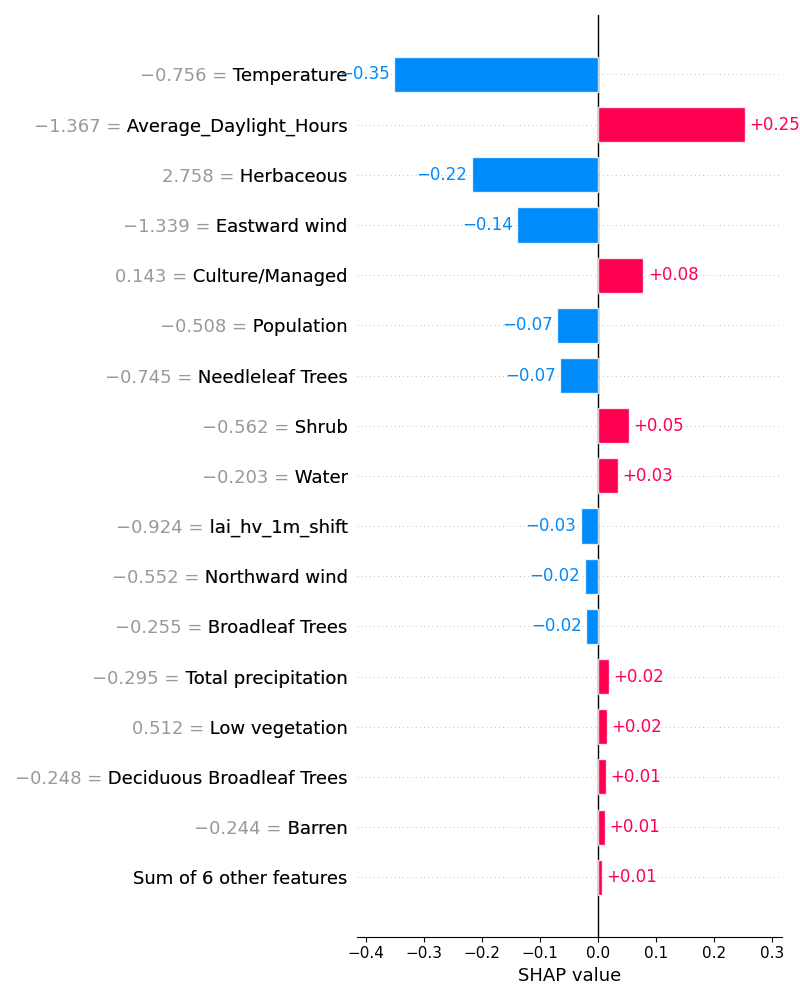 −0.756 = Temperature −0.35
−1.367 = Average_Daylight_Hours +0.25
2.758 = Herbaceous −0.22
−1.339 = Eastward wind −0.14
0.143 = Culture/Managed +0.08
−0.508 = Population −0.07
−0.745 = Needleleaf Trees −0.07
−0.562 = Shrub +0.05
−0.203 = Water +0.03
−0.924 = lai_hv_1m_shift −0.03
−0.552 = Northward wind −0.02
−0.255 = Broadleaf Trees −0.02
−0.295 = Total precipitation +0.02
0.512 = Low vegetation +0.02
−0.248 = Deciduous Broadleaf Trees +0.01
−0.244 = Barren +0.01
Sum of 6 other features +0.01
−0.4 −0.3 −0.2 −0.1 0.0 0.1 0.2 0.3
SHAP value